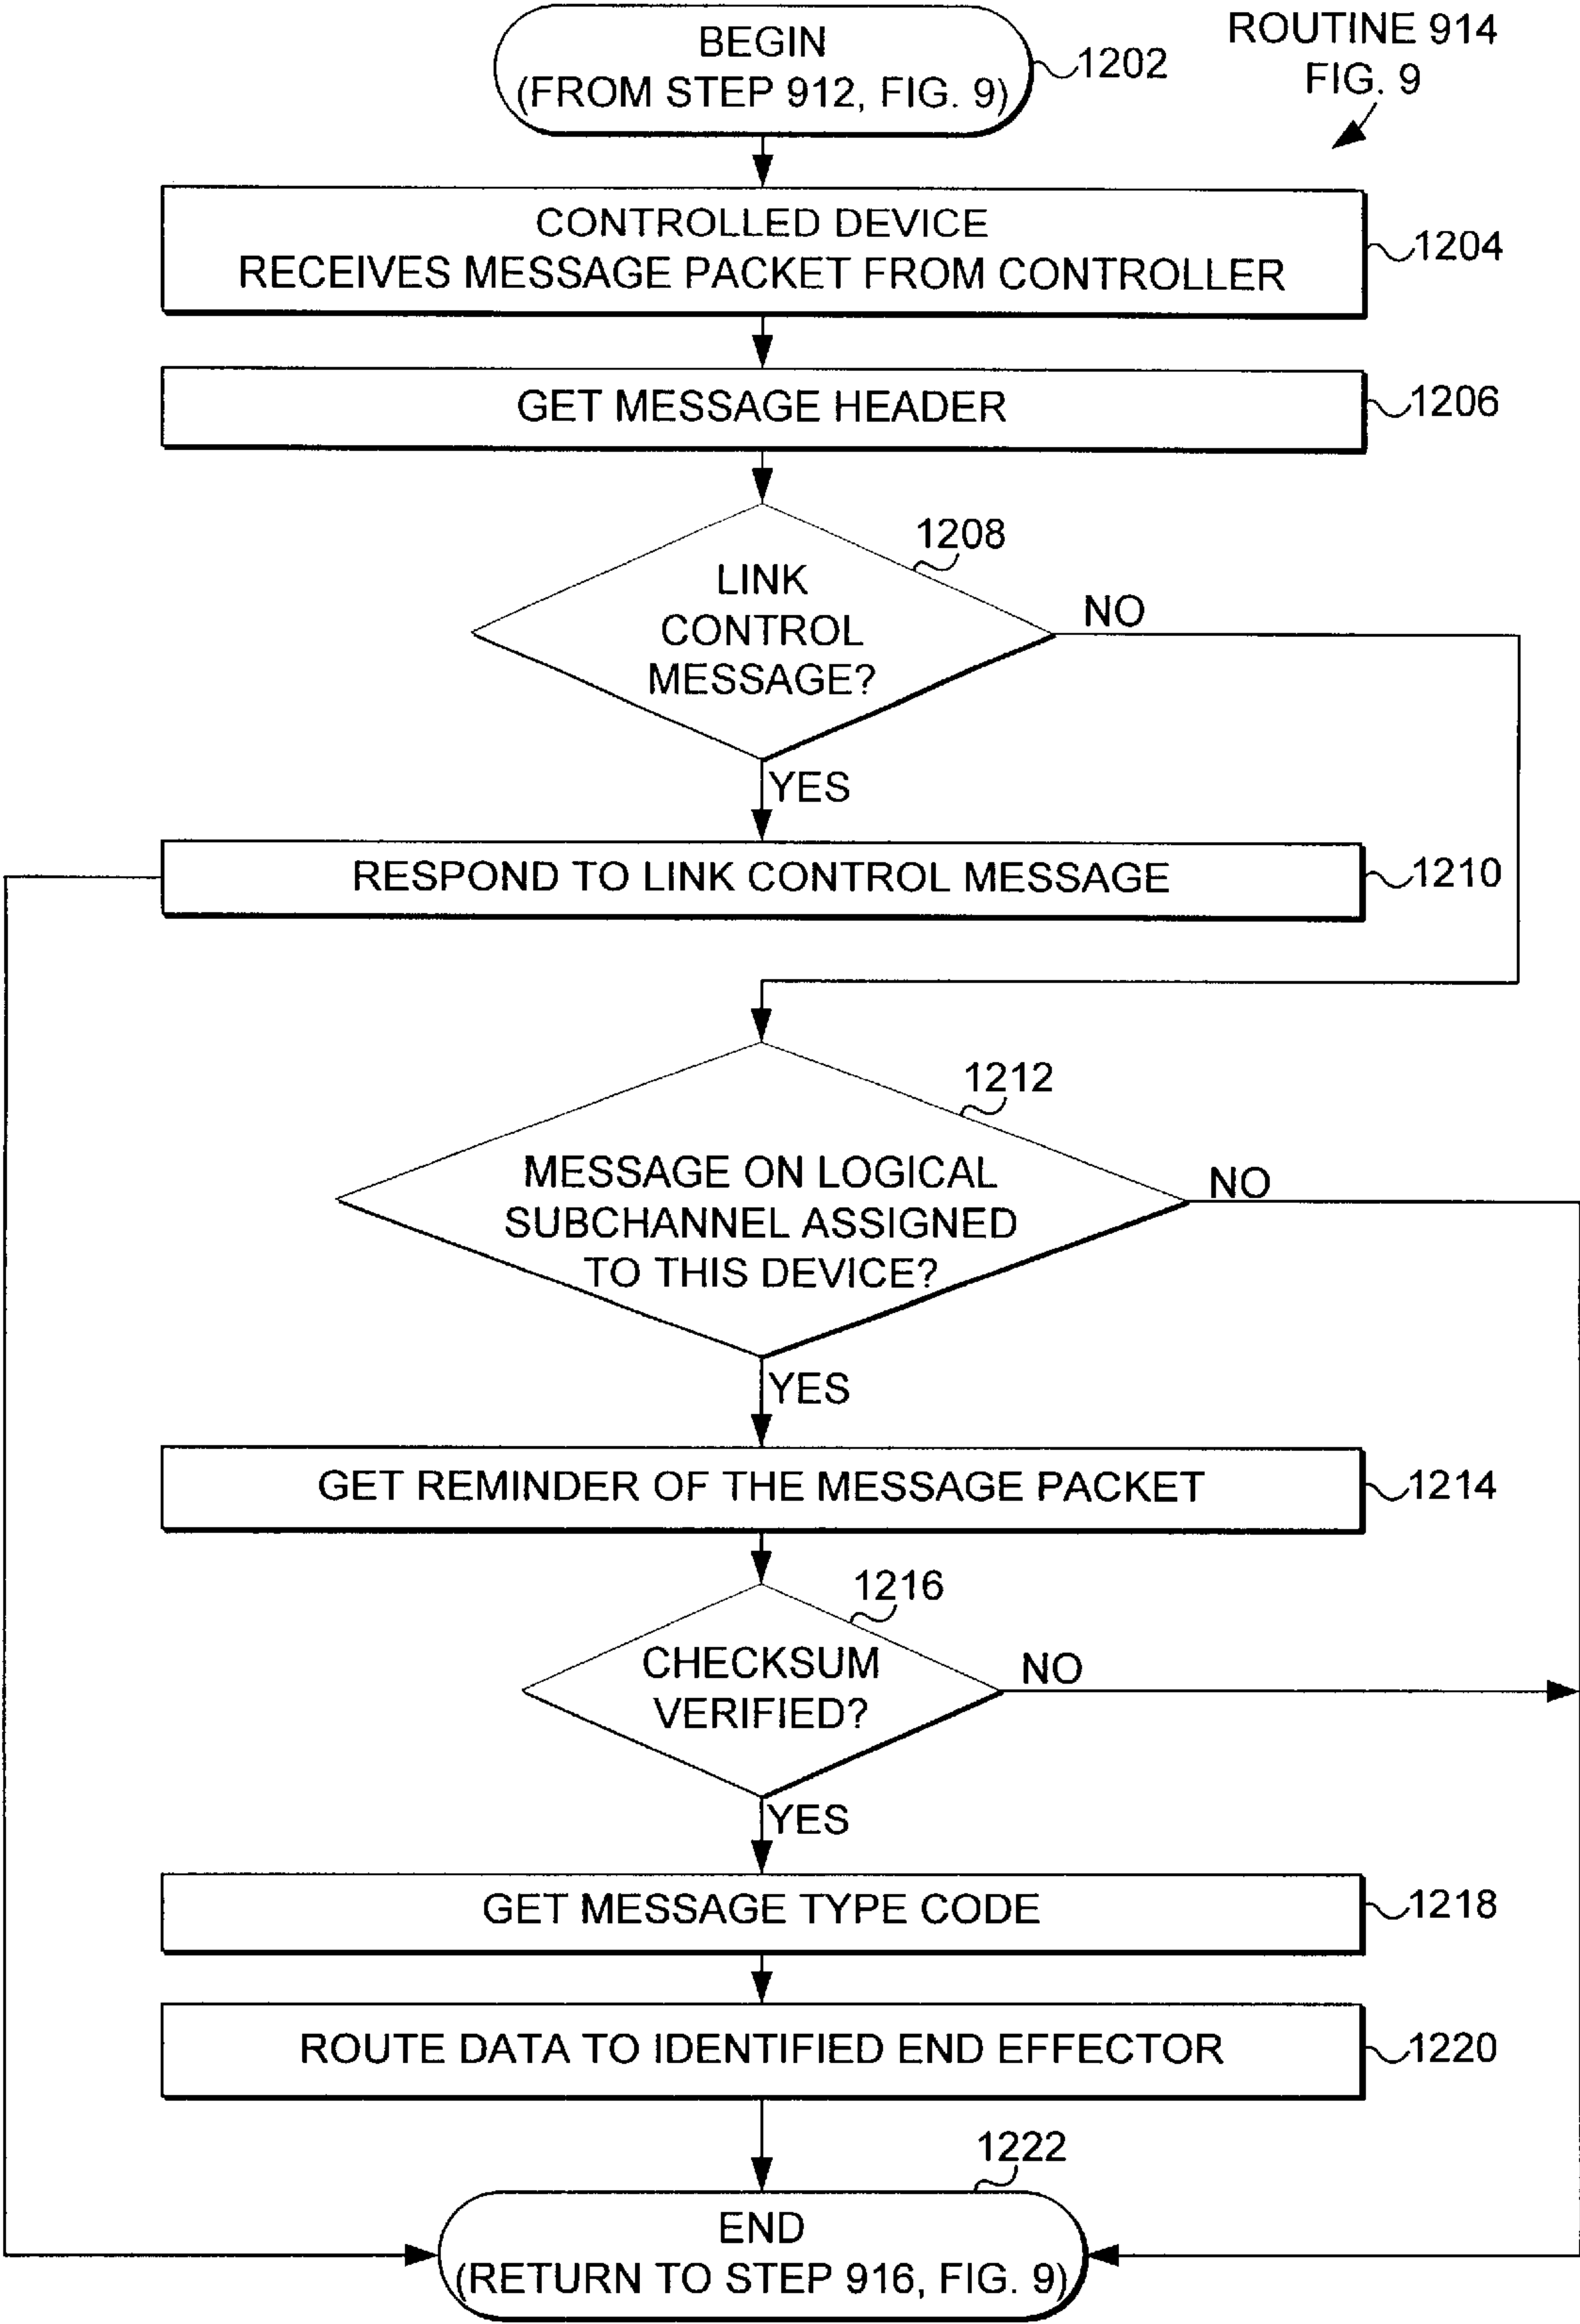 BEGIN
(FROM STEP 912, FIG. 9)
1202
ROUTINE 914
FIG. 9
CONTROLLED DEVICE
RECEIVES MESSAGE PACKET FROM CONTROLLER
1204
GET MESSAGE HEADER
1206
1208
LINK
CONTROL
MESSAGE?
NO
YES
RESPOND TO LINK CONTROL MESSAGE
1210
1212
MESSAGE ON LOGICAL
SUBCHANNEL ASSIGNED
TO THIS DEVICE?
NO
YES
GET REMINDER OF THE MESSAGE PACKET
1214
1216
CHECKSUM
VERIFIED?
NO
YES
GET MESSAGE TYPE CODE
1218
ROUTE DATA TO IDENTIFIED END EFFECTOR
1220
1222
END
(RETURN TO STEP 916, FIG. 9)